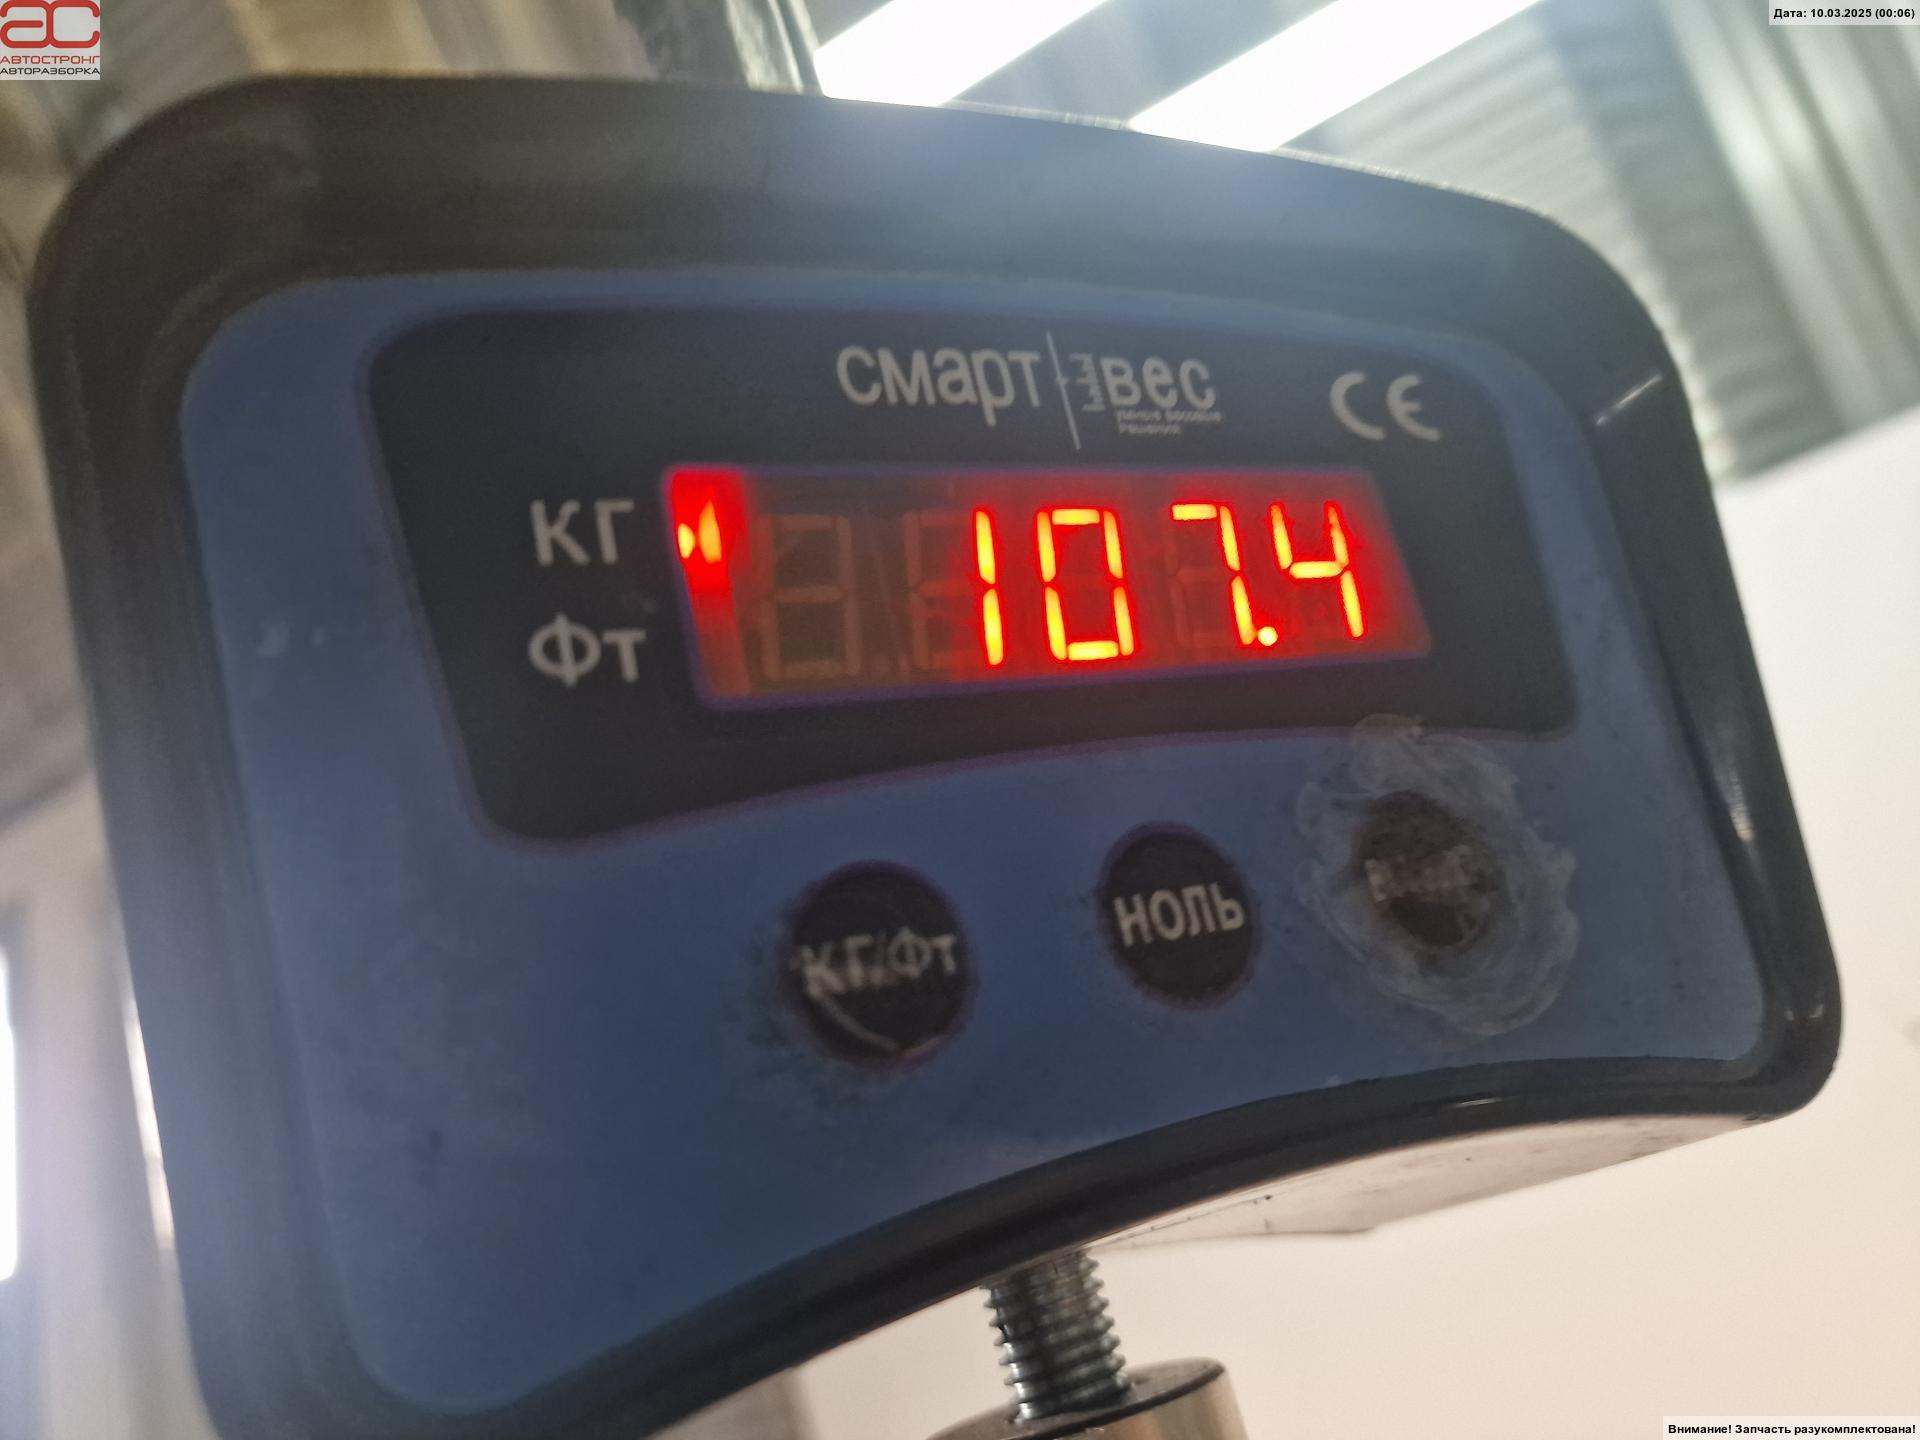 ас
АВТОСТРОНГ
АВТОРАЗБОРКА
Дата: 10.03.2025 (00:06)
смарт вес
решения
CE
КГ
107.4
Фт
КГ/Фт
НОЛЬ
Внимание! Запчасть разукомплектована!